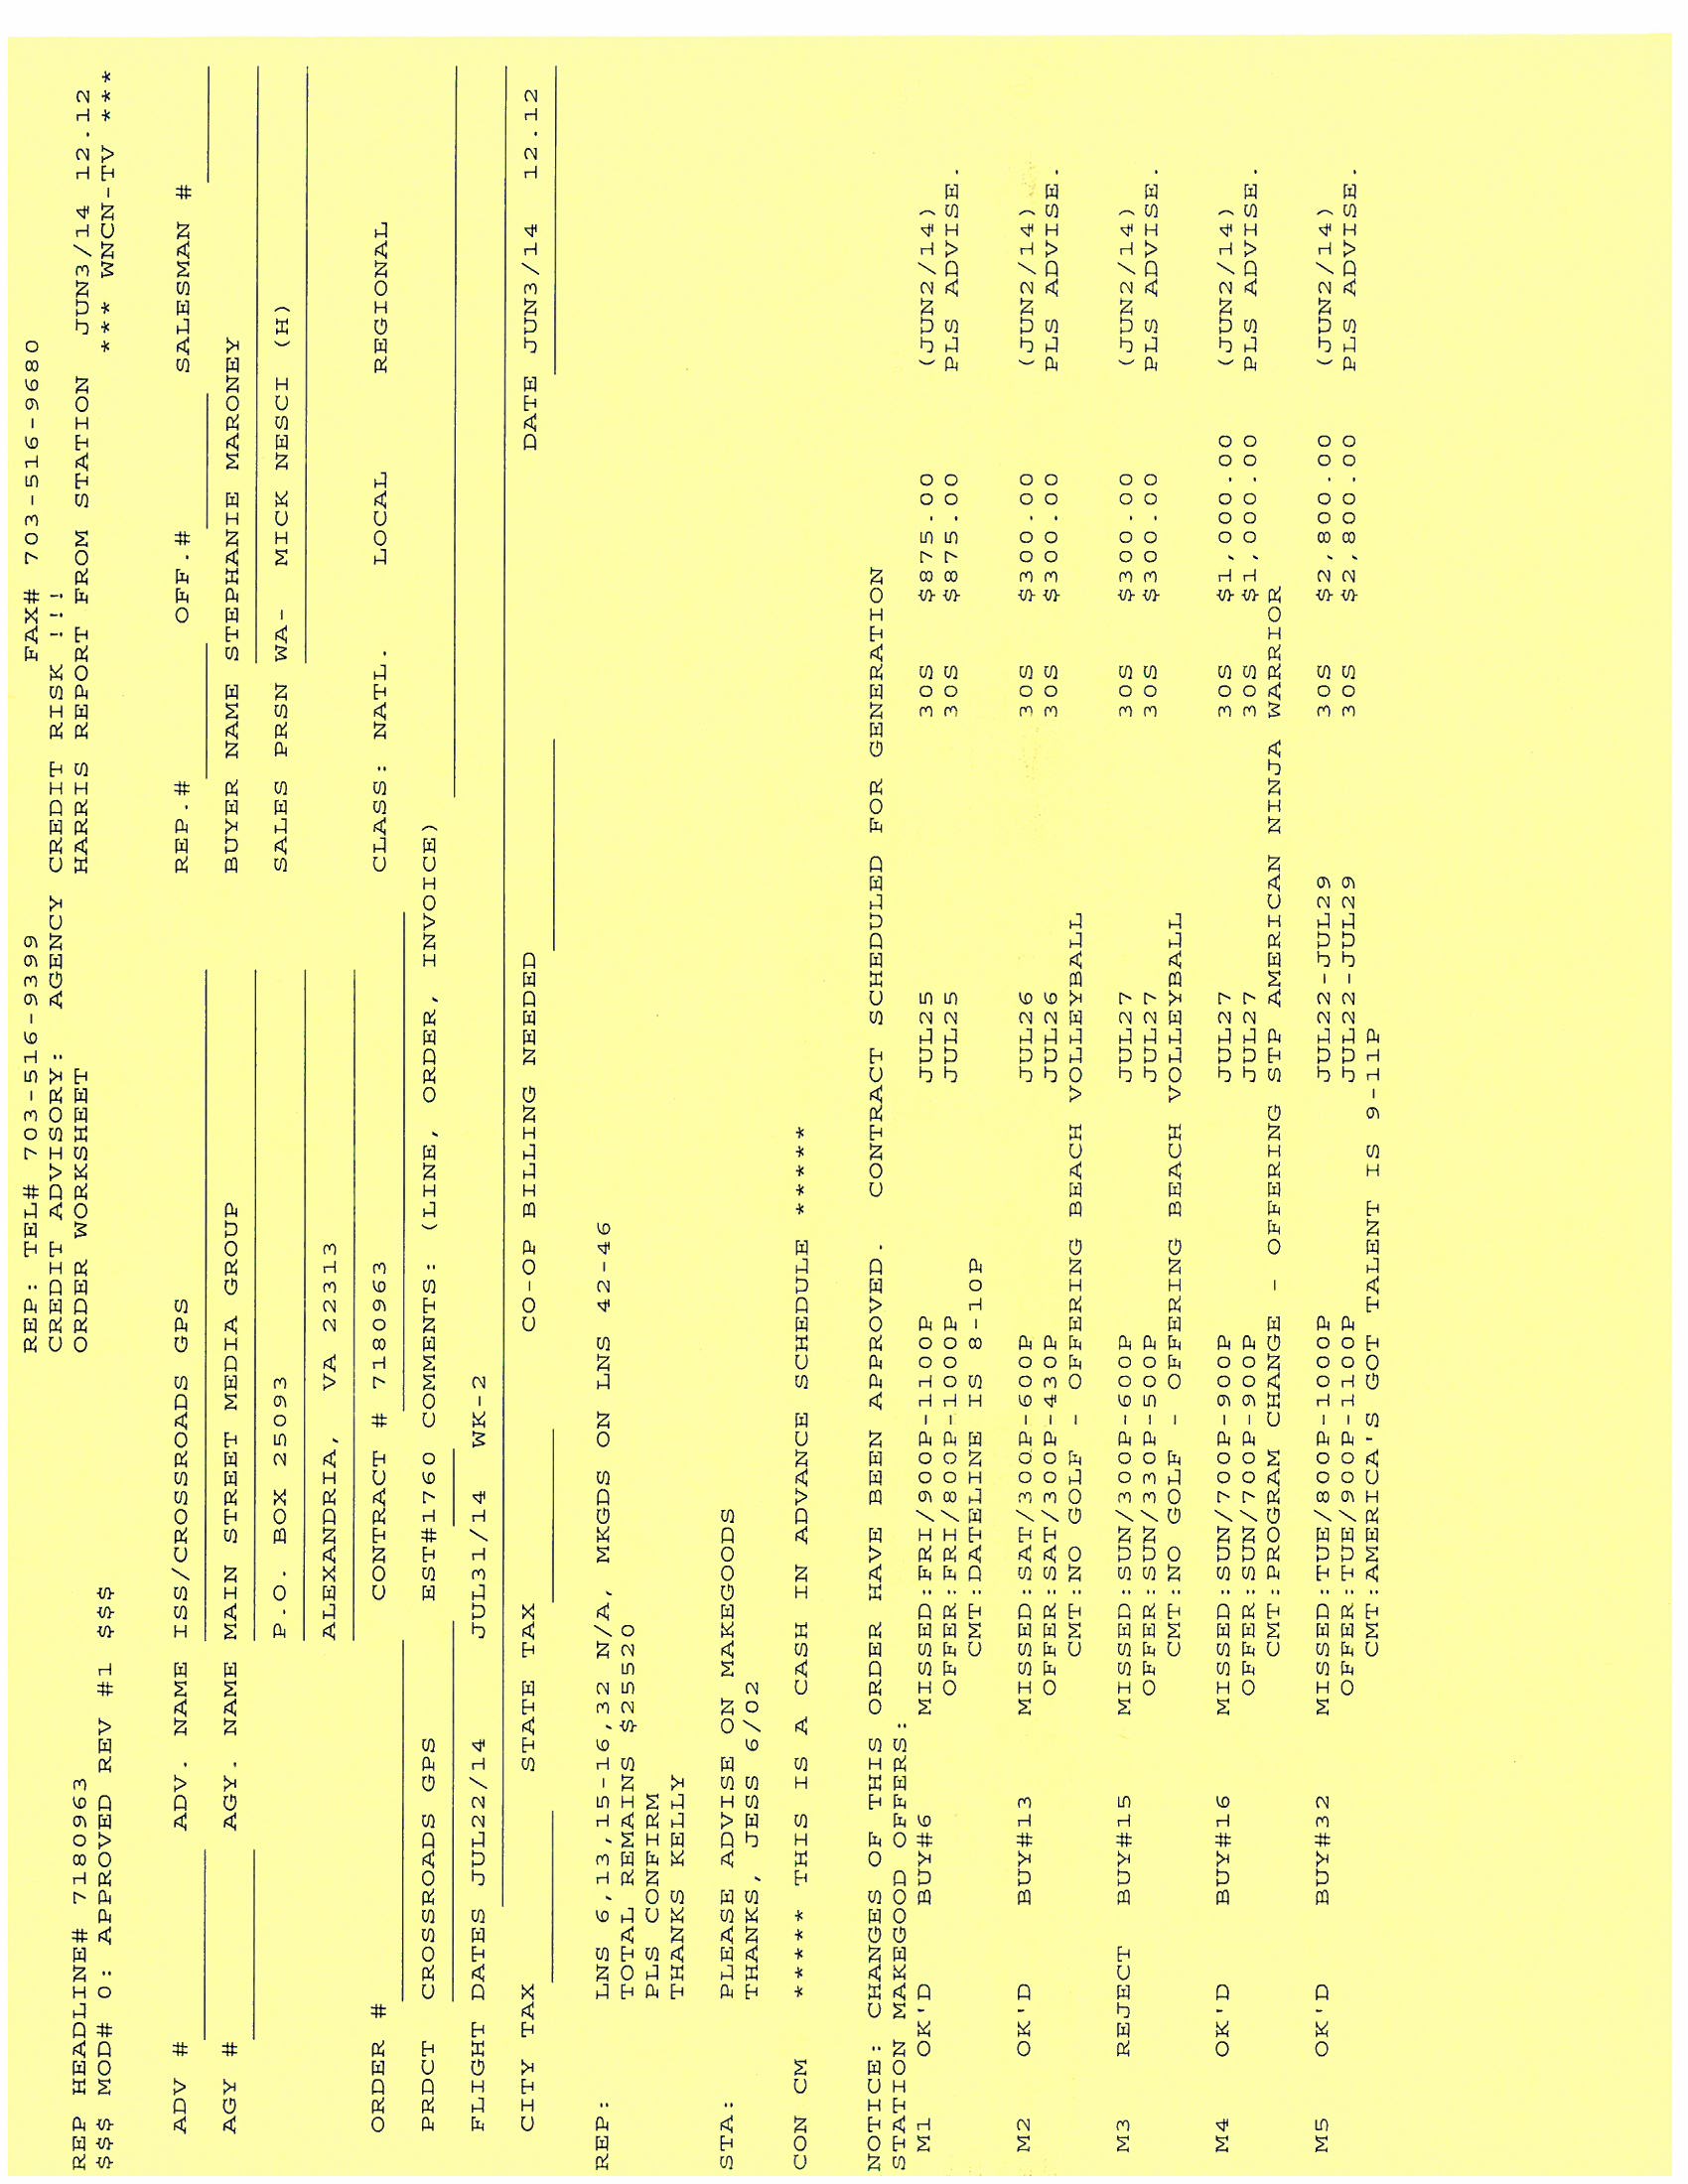 REP: TEL# 703-516-9399 FAX# 703-516-9680
CREDIT ADVISORY: AGENCY CREDIT RISK !!!
REP HEADLINE# 7180963 ORDER WORKSHEET HARRIS REPORT FROM STATION JUN3/14 12.12
$$$ MOD# 0: APPROVED REV #1 $$$ *** WNCN-TV ***
ADV # ADV. NAME ISS/CROSSROADS GPS REP.# OFF.# SALESMAN #
AGY # AGY. NAME MAIN STREET MEDIA GROUP BUYER NAME STEPHANIE MARONEY
P.O. BOX 25093 SALES PRSN WA- MICK NESCI (H)
ALEXANDRIA, VA 22313
ORDER # CONTRACT # 7180963 CLASS: NATL. LOCAL REGIONAL
PRDCT CROSSROADS GPS EST#1760 COMMENTS: (LINE, ORDER, INVOICE)
FLIGHT DATES JUL22/14 JUL31/14 WK-2
CITY TAX STATE TAX CO-OP BILLING NEEDED DATE JUN3/14 12.12
REP: LNS 6,13,15-16,32 N/A, MKGDS ON LNS 42-46
TOTAL REMAINS $25520
PLS CONFIRM
THANKS KELLY
STA: PLEASE ADVISE ON MAKEGOODS
THANKS, JESS 6/02
CON CM ***** THIS IS A CASH IN ADVANCE SCHEDULE *****
NOTICE: CHANGES OF THIS ORDER HAVE BEEN APPROVED. CONTRACT SCHEDULED FOR GENERATION
STATION MAKEGOOD OFFERS:
M1 OK'D BUY#6 MISSED:FRI/900P-1100P JUL25 30S $875.00 (JUN2/14)
OFFER:FRI/800P-1000P JUL25 30S $875.00 PLS ADVISE.
CMT:DATELINE IS 8-10P
M2 OK'D BUY#13 MISSED:SAT/300P-600P JUL26 30S $300.00 (JUN2/14)
OFFER:SAT/300P-430P JUL26 30S $300.00 PLS ADVISE.
CMT:NO GOLF - OFFERING BEACH VOLLEYBALL
M3 REJECT BUY#15 MISSED:SUN/300P-600P JUL27 30S $300.00 (JUN2/14)
OFFER:SUN/330P-500P JUL27 30S $300.00 PLS ADVISE.
CMT:NO GOLF - OFFERING BEACH VOLLEYBALL
M4 OK'D BUY#16 MISSED:SUN/700P-900P JUL27 30S $1,000.00 (JUN2/14)
OFFER:SUN/700P-900P JUL27 30S $1,000.00 PLS ADVISE.
CMT:PROGRAM CHANGE - OFFERING STP AMERICAN NINJA WARRIOR
M5 OK'D BUY#32 MISSED:TUE/800P-1000P JUL22-JUL29 30S $2,800.00 (JUN2/14)
OFFER:TUE/900P-1100P JUL22-JUL29 30S $2,800.00 PLS ADVISE.
CMT:AMERICA'S GOT TALENT IS 9-11P